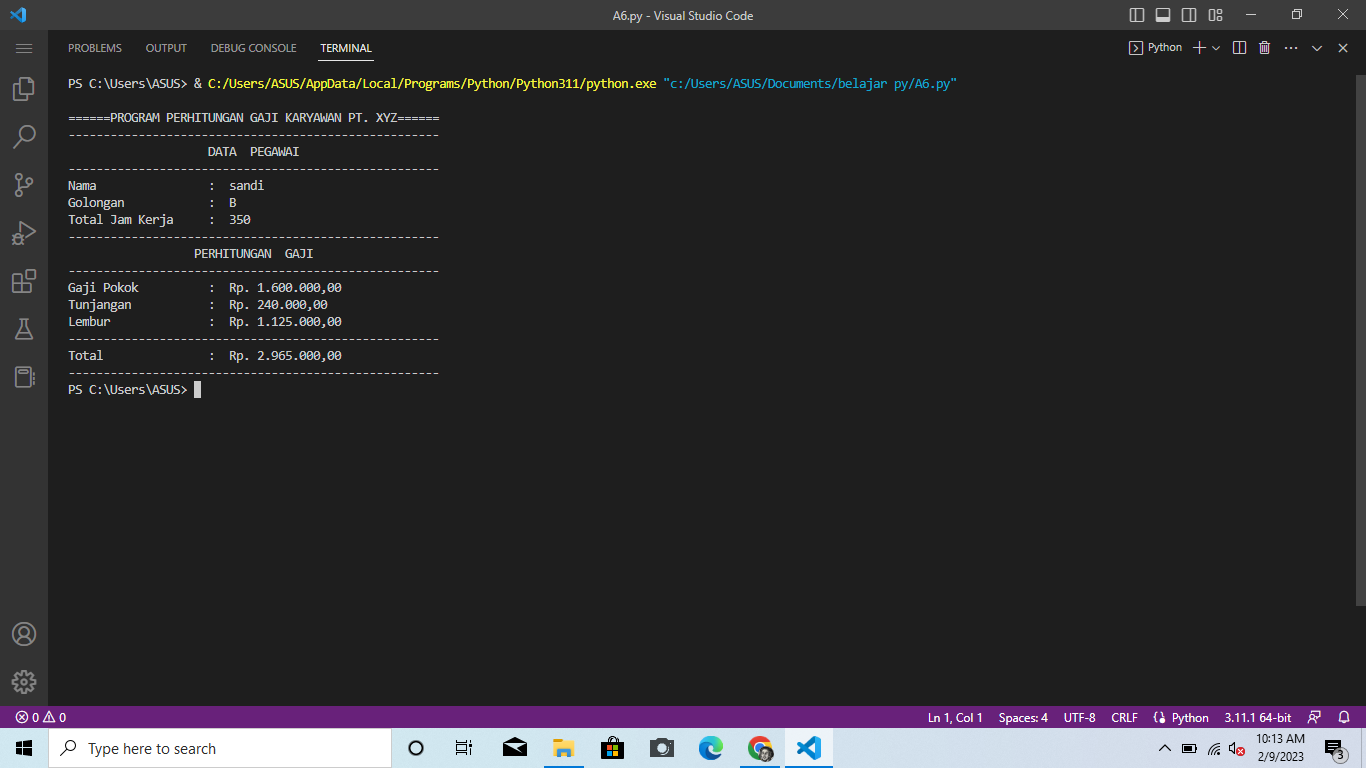 A6.py - Visual Studio Code
PROBLEMS OUTPUT DEBUG CONSOLE TERMINAL Python
PS C:\Users\ASUS> & C:/Users/ASUS/AppData/Local/Programs/Python/Python311/python.exe "c:/Users/ASUS/Documents/belajar py/A6.py"
======PROGRAM PERHITUNGAN GAJI KARYAWAN PT. XYZ======
-----------------------------------------------------
DATA  PEGAWAI
-----------------------------------------------------
Nama                :  sandi
Golongan            :  B
Total Jam Kerja     :  350
-----------------------------------------------------
PERHITUNGAN  GAJI
-----------------------------------------------------
Gaji Pokok          :  Rp. 1.600.000,00
Tunjangan           :  Rp. 240.000,00
Lembur              :  Rp. 1.125.000,00
-----------------------------------------------------
Total               :  Rp. 2.965.000,00
-----------------------------------------------------
PS C:\Users\ASUS>
0 0 Ln 1, Col 1 Spaces: 4 UTF-8 CRLF Python 3.11.1 64-bit
Type here to search
10:13 AM
2/9/2023
3